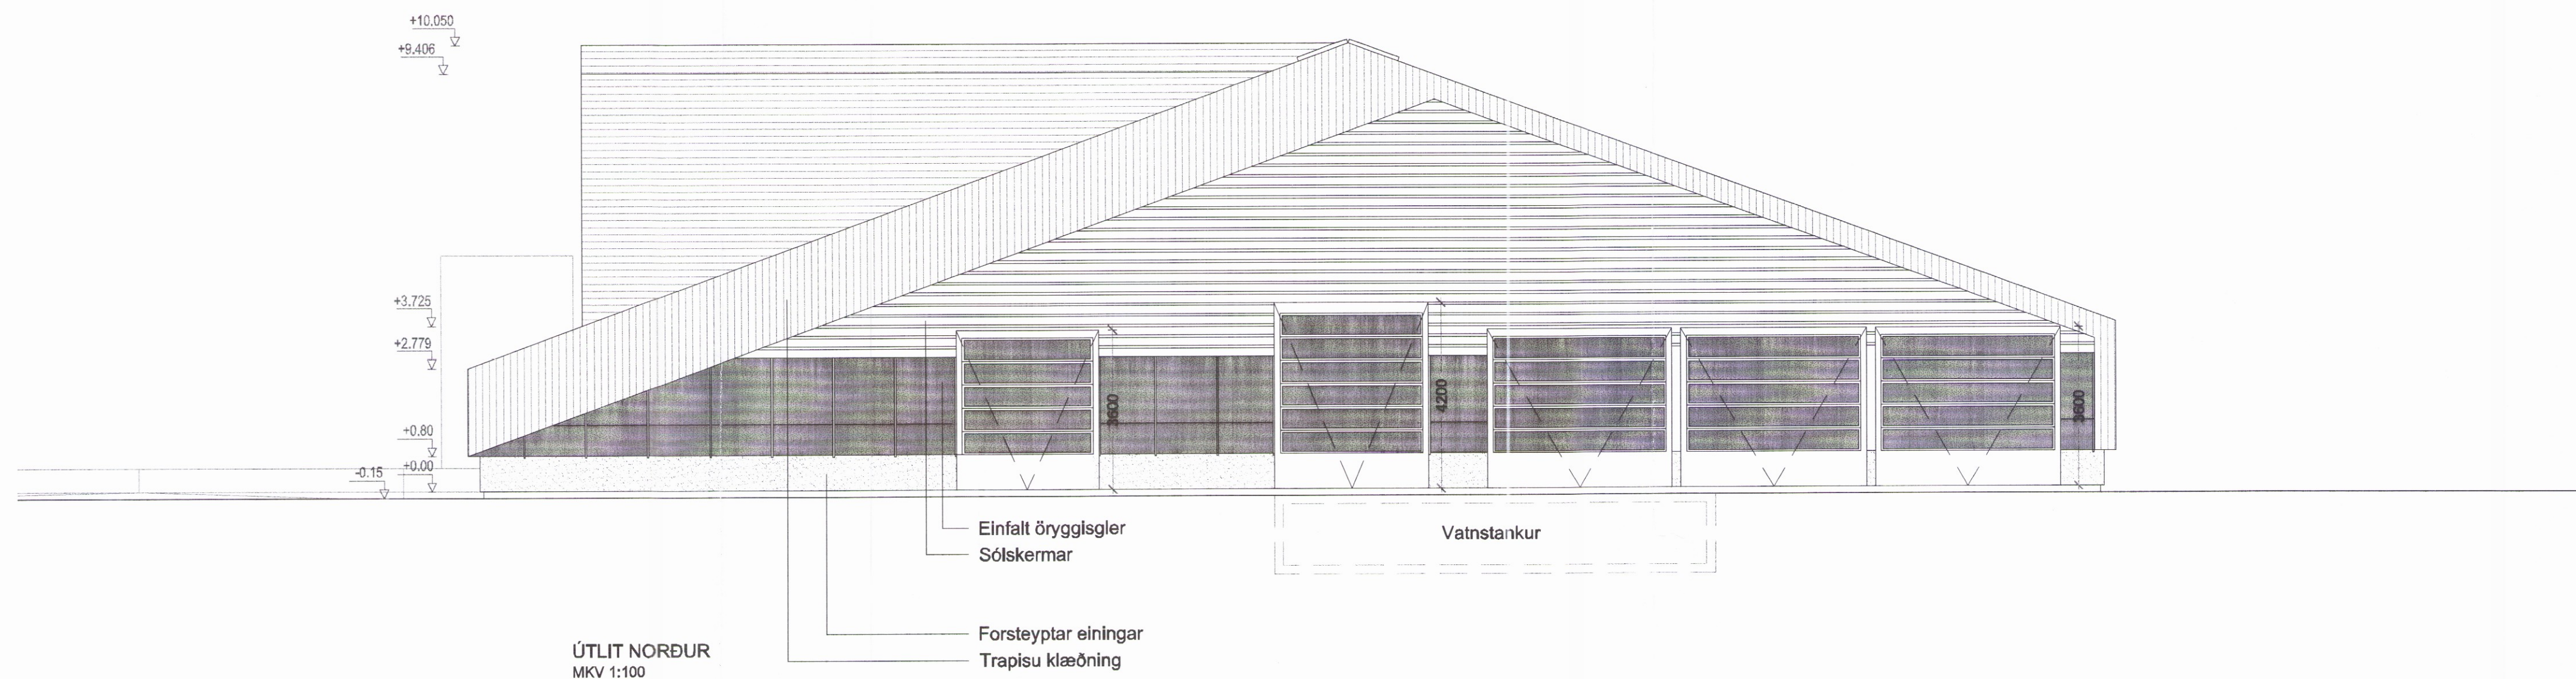 +10.050
+9.406
+3.725
+2.779
+0.80
+0.00
-0.15
3600
4200
3600
Einfalt öryggisgler
Sólskermar
Vatnstankur
Forsteyptar einingar
Trapisu klæðning
ÚTLIT NORÐUR
MKV 1:100